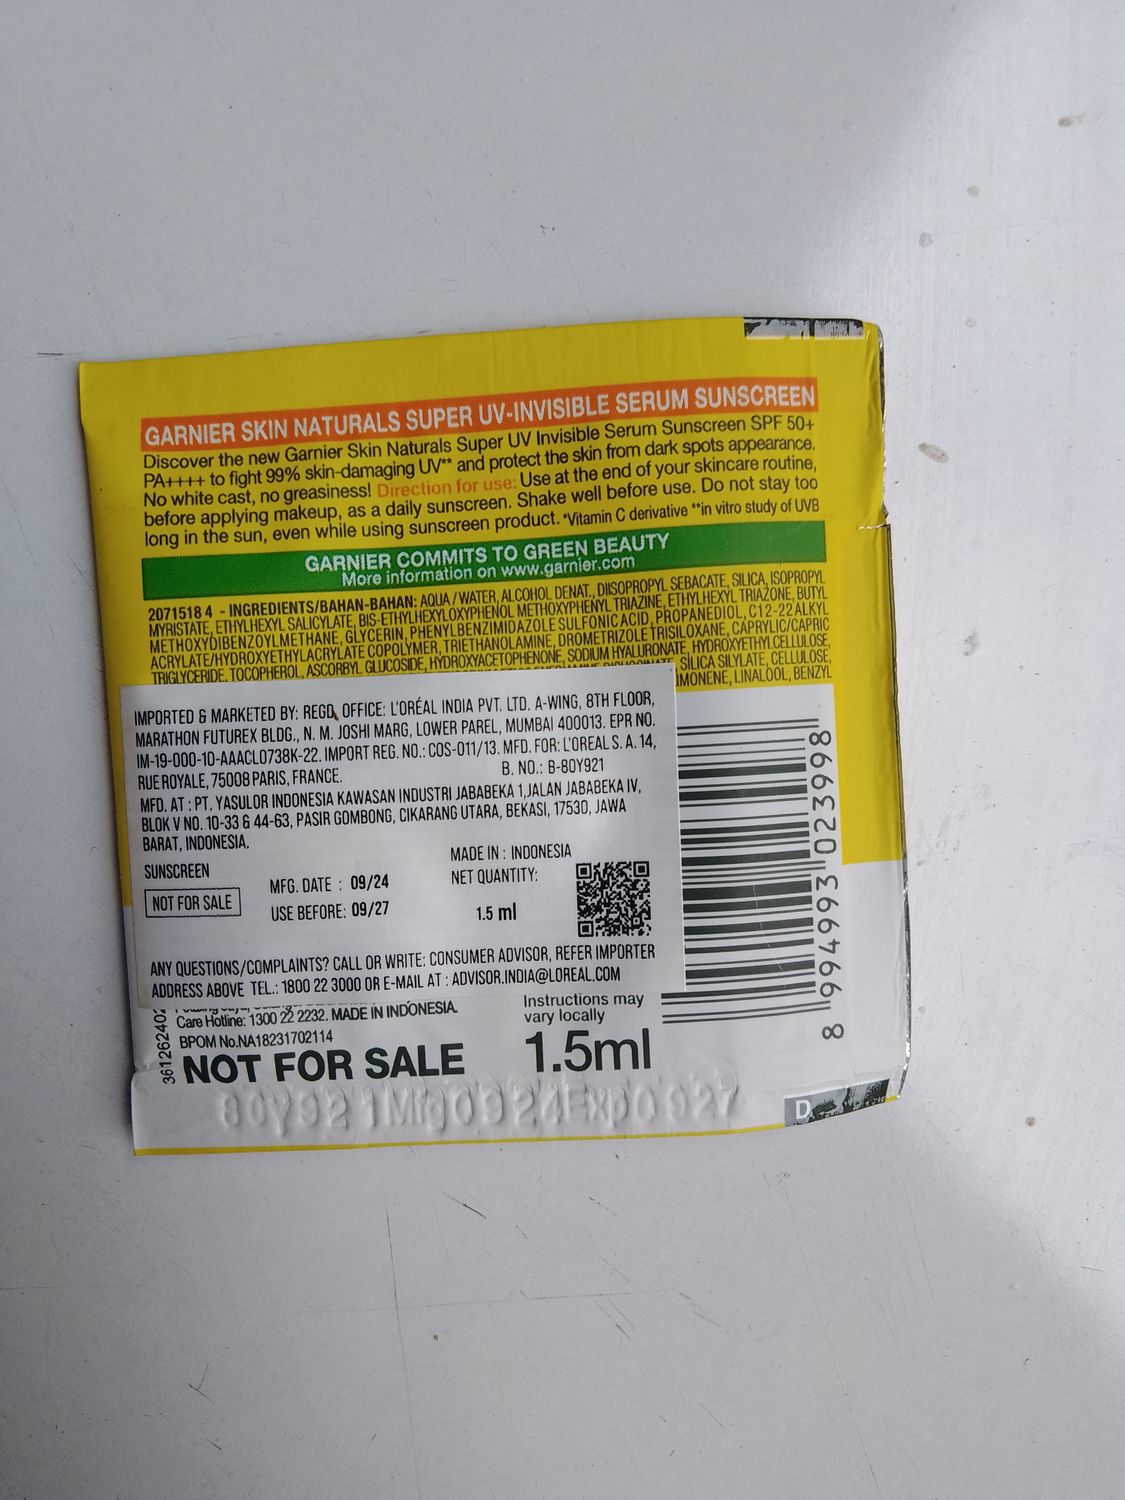 GARNIER SKIN NATURALS SUPER UV-INVISIBLE SERUM SUNSCREEN
Discover the new Garnier Skin Naturals Super UV Invisible Serum Sunscreen SPF 50+
PA++++ to fight 99% skin-damaging UV** and protect the skin from dark spots appearance.
No white cast, no greasiness! Direction for use: Use at the end of your skincare routine,
before applying makeup, as a daily sunscreen. Shake well before use. Do not stay too
long in the sun, even while using sunscreen product. *Vitamin C derivative **in vitro study of UVB
GARNIER COMMITS TO GREEN BEAUTY
More information on www.garnier.com
2071518 4 - INGREDIENTS/BAHAN-BAHAN: AQUA / WATER, ALCOHOL DENAT., DIISOPROPYL SEBACATE, SILICA, ISOPROPYL
MYRISTATE, ETHYLHEXYL SALICYLATE, BIS-ETHYLHEXYLOXYPHENOL METHOXYPHENYL TRIAZINE, ETHYLHEXYL TRIAZONE, BUTYL
METHOXYDIBENZOYLMETHANE, GLYCERIN, PHENYLBENZIMIDAZOLE SULFONIC ACID, PROPANEDIOL, C12-22 ALKYL
ACRYLATE/HYDROXYETHYLACRYLATE COPOLYMER, TRIETHANOLAMINE, DROMETRIZOLE TRISILOXANE, CAPRYLIC/CAPRIC
TRIGLYCERIDE, TOCOPHEROL, ASCORBYL GLUCOSIDE, HYDROXYACETOPHENONE, SODIUM HYALURONATE, HYDROXYETHYLCELLULOSE,
SILICA SILYLATE, CELLULOSE,
IMONENE, LINALOOL, BENZYL
IMPORTED & MARKETED BY: REGD. OFFICE: L'ORÉAL INDIA PVT. LTD. A-WING, 8TH FLOOR,
MARATHON FUTUREX BLDG., N. M. JOSHI MARG, LOWER PAREL, MUMBAI 400013. EPR NO.
IM-19-000-10-AAACL0738K-22. IMPORT REG. NO.: COS-011/13. MFD. FOR: L'OREAL S. A. 14,
RUE ROYALE, 75008 PARIS, FRANCE. B. NO.: B-80Y921
MFD. AT : PT. YASULOR INDONESIA KAWASAN INDUSTRI JABABEKA 1,JALAN JABABEKA IV,
BLOK V NO. 10-33 & 44-63, PASIR GOMBONG, CIKARANG UTARA, BEKASI, 17530, JAWA
BARAT, INDONESIA.
SUNSCREEN
MADE IN : INDONESIA
NOT FOR SALE
MFG. DATE : 09/24
NET QUANTITY:
USE BEFORE: 09/27
1.5 ml
ANY QUESTIONS/COMPLAINTS? CALL OR WRITE: CONSUMER ADVISOR, REFER IMPORTER
ADDRESS ABOVE TEL.: 1800 22 3000 OR E-MAIL AT : ADVISOR.INDIA@LOREAL.COM
8 994993 023998
Care Hotline: 1300 22 2232. MADE IN INDONESIA.
BPOM No.NA18231702114
NOT FOR SALE
Instructions may
vary locally
1.5ml
36126240
80Y921Mfg0924Exp0927
D